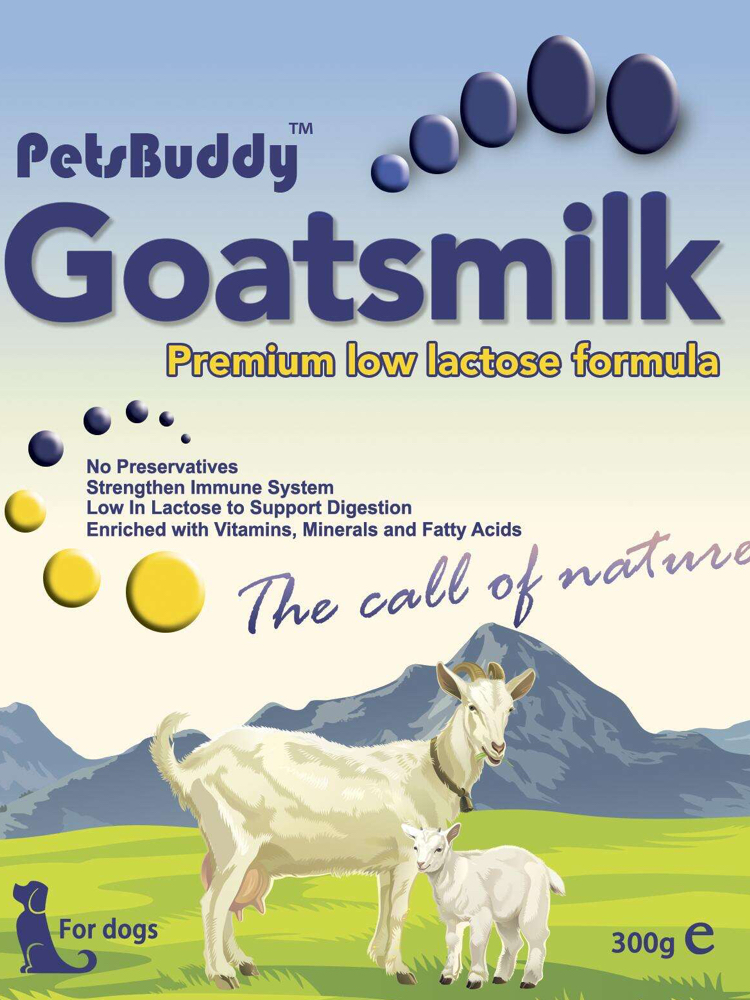 PetsBuddy™
Goatsmilk
Premium low lactose formula
No Preservatives
Strengthen Immune System
Low In Lactose to Support Digestion
Enriched with Vitamins, Minerals and Fatty Acids
The call of nature
For dogs
300g ℮